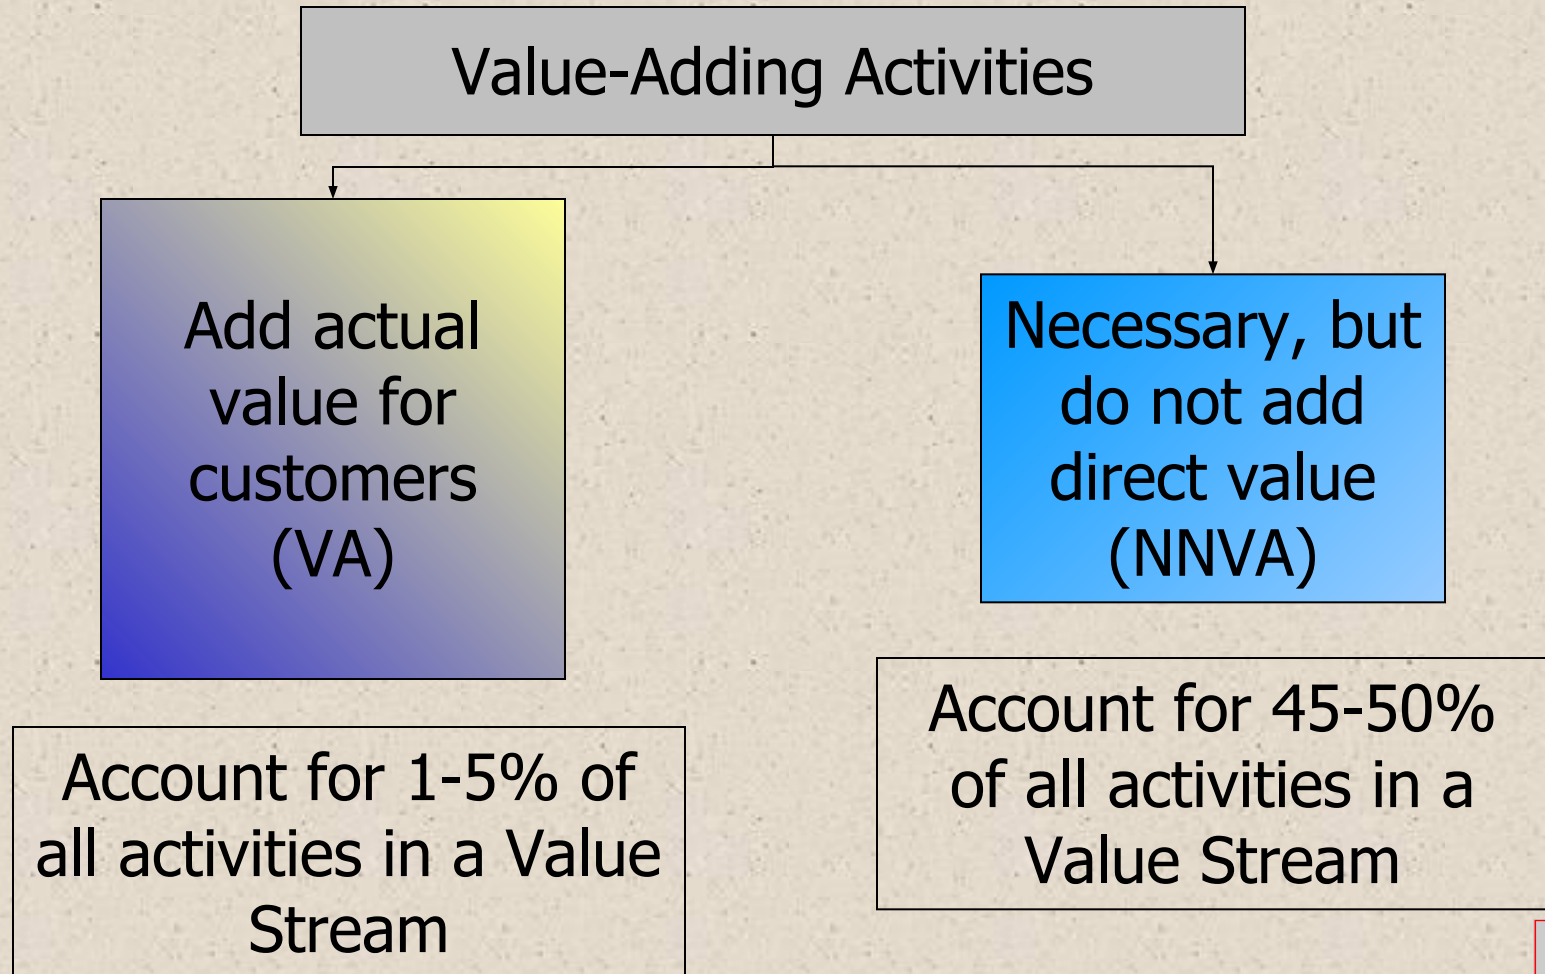 Value-Adding Activities
Add actual
value for
customers
(VA)
Necessary, but
do not add
direct value
(NNVA)
Account for 1-5% of
all activities in a Value
Stream
Account for 45-50%
of all activities in a
Value Stream